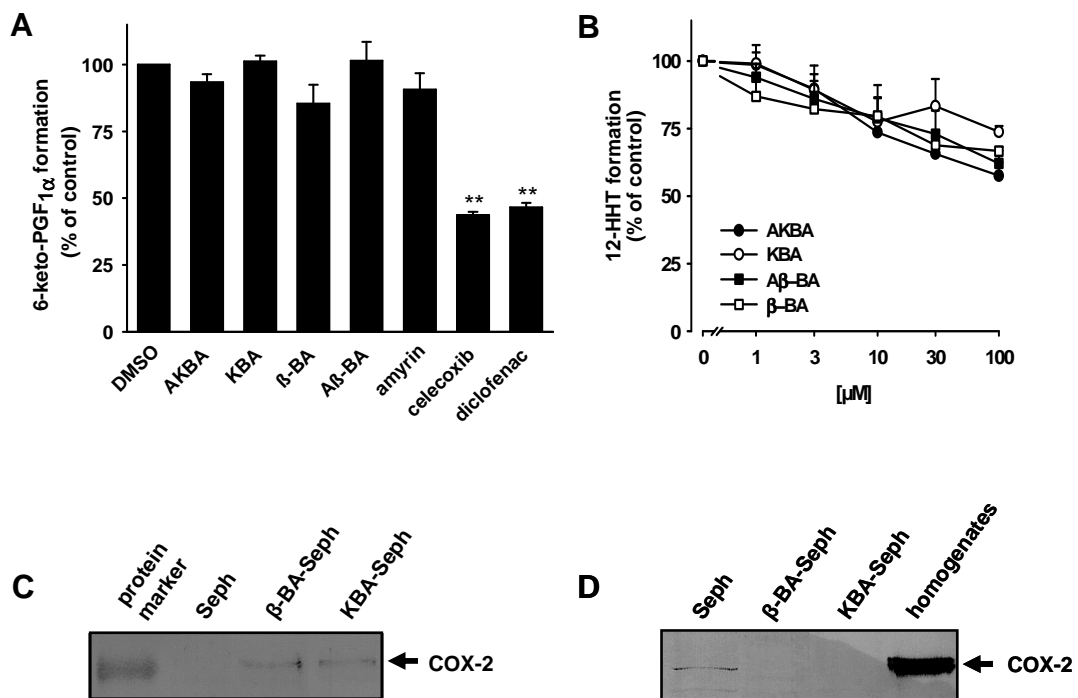 A
6-keto-PGF1α formation
(% of control)
100
75
50
25
0
**
**
DMSO
AKBA
KBA
ß-BA
Aß-BA
amyrin
celecoxib
diclofenac
B
12-HHT formation
(% of control)
100
75
50
25
0
AKBA
KBA
Aβ–BA
β–BA
0
1
3
10
30
100
[µM]
C
protein
marker
Seph
β-BA-Seph
KBA-Seph
COX-2
D
Seph
β-BA-Seph
KBA-Seph
homogenates
COX-2